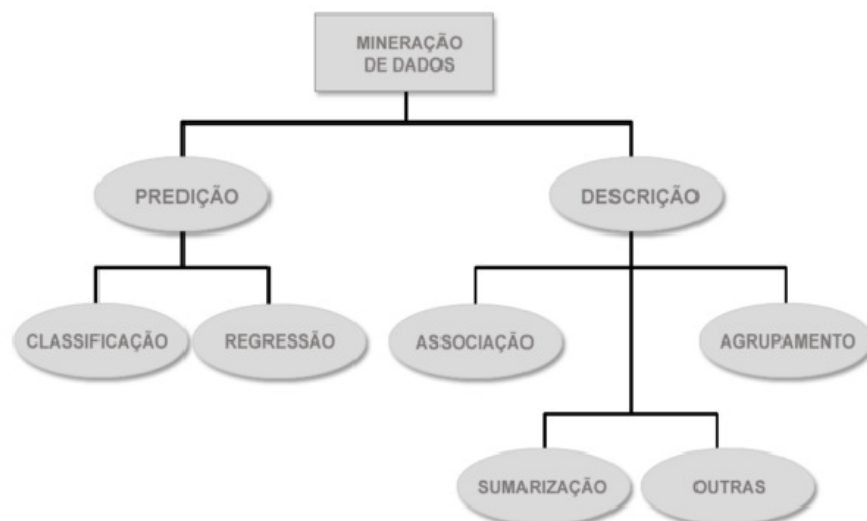 MINERAÇÃO
DE DADOS
PREDIÇÃO
DESCRIÇÃO
CLASSIFICAÇÃO
REGRESSÃO
ASSOCIAÇÃO
AGRUPAMENTO
SUMARIZAÇÃO
OUTRAS